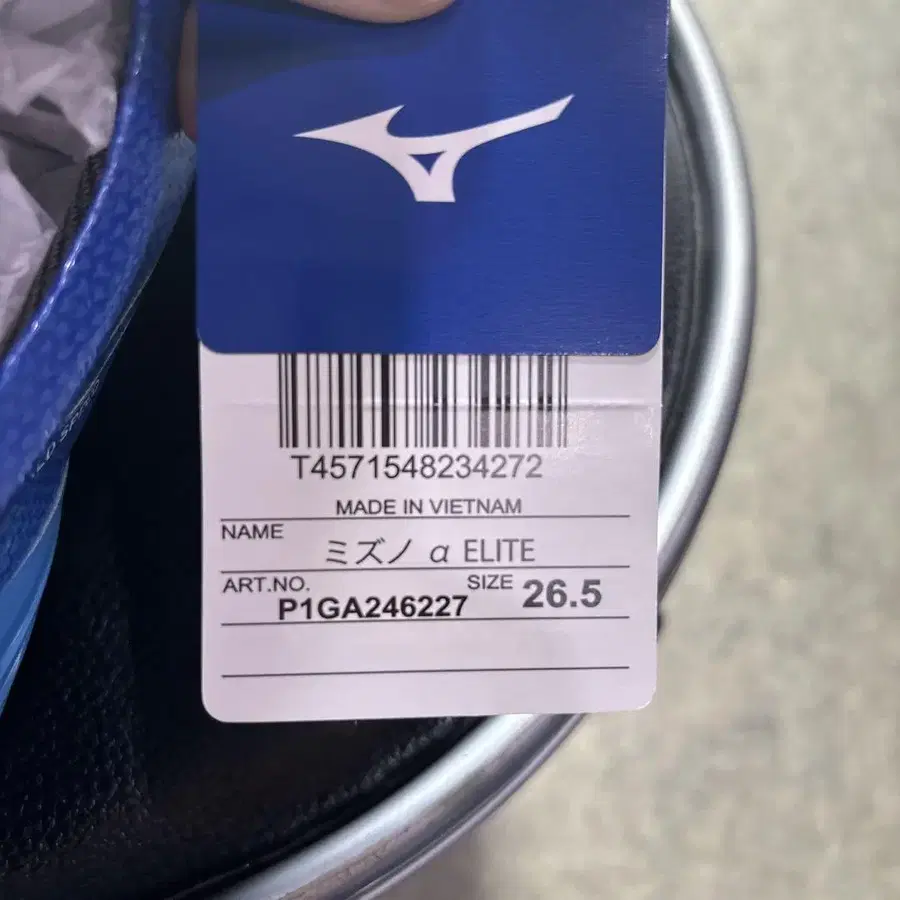 T4571548234272
MADE IN VIETNAM
NAME
ミズノ α ELITE
ART.NO.
P1GA246227
SIZE
26.5